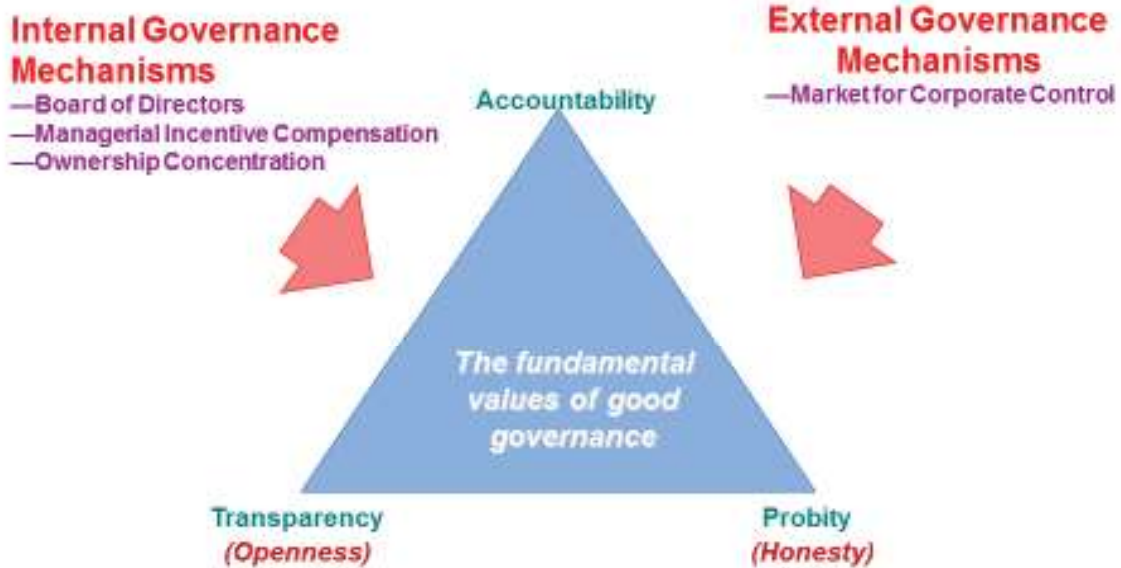 Internal Governance
Mechanisms
—Board of Directors
—Managerial Incentive Compensation
—Ownership Concentration
External Governance
Mechanisms
—Market for Corporate Control
Accountability
The fundamental
values of good
governance
Transparency
(Openness)
Probity
(Honesty)